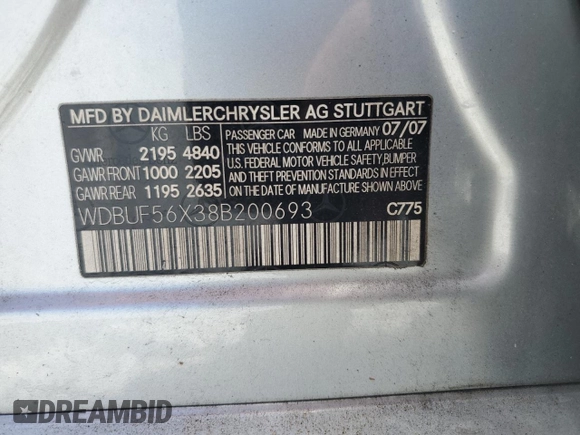 MFD BY DAIMLERCHRYSLER AG STUTTGART
KG LBS
GVWR 2195 4840
GAWR FRONT 1000 2205
GAWR REAR 1195 2635
PASSENGER CAR MADE IN GERMANY 07/07
THIS VEHICLE CONFORMS TO ALL APPLICABLE
U.S. FEDERAL MOTOR VEHICLE SAFETY, BUMPER
AND THEFT PREVENTION STANDARDS IN EFFECT
ON THE DATE OF MANUFACTURE SHOWN ABOVE.
WDBUF56X38B200693 C775
DREAMBID